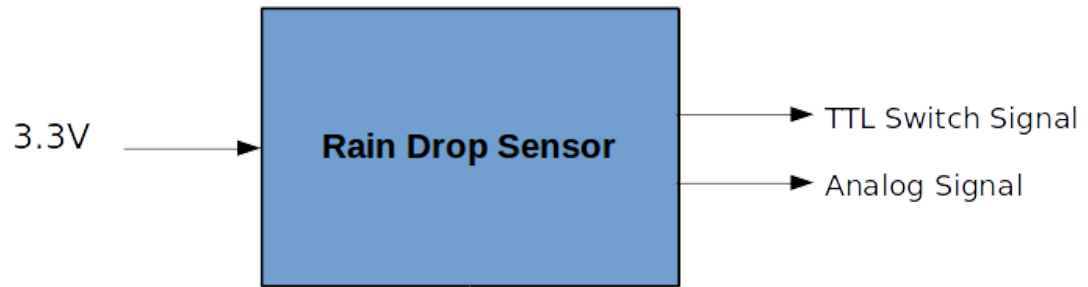 3.3V
Rain Drop Sensor
TTL Switch Signal
Analog Signal